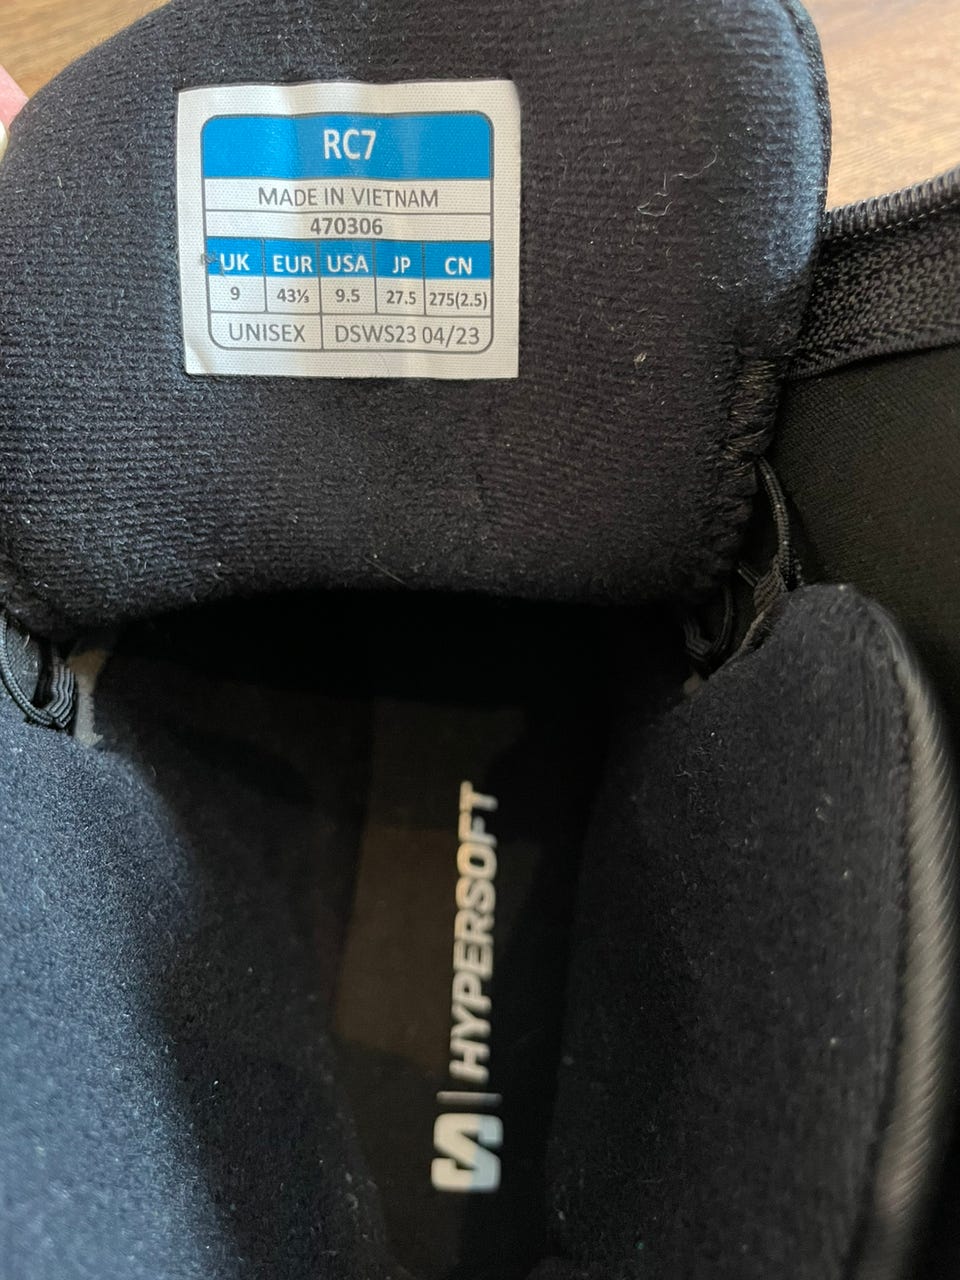 RC7
MADE IN VIETNAM
470306
UK EUR USA JP CN
9 43⅓ 9.5 27.5 275(2.5)
UNISEX DSWS23 04/23
HYPERSOFT